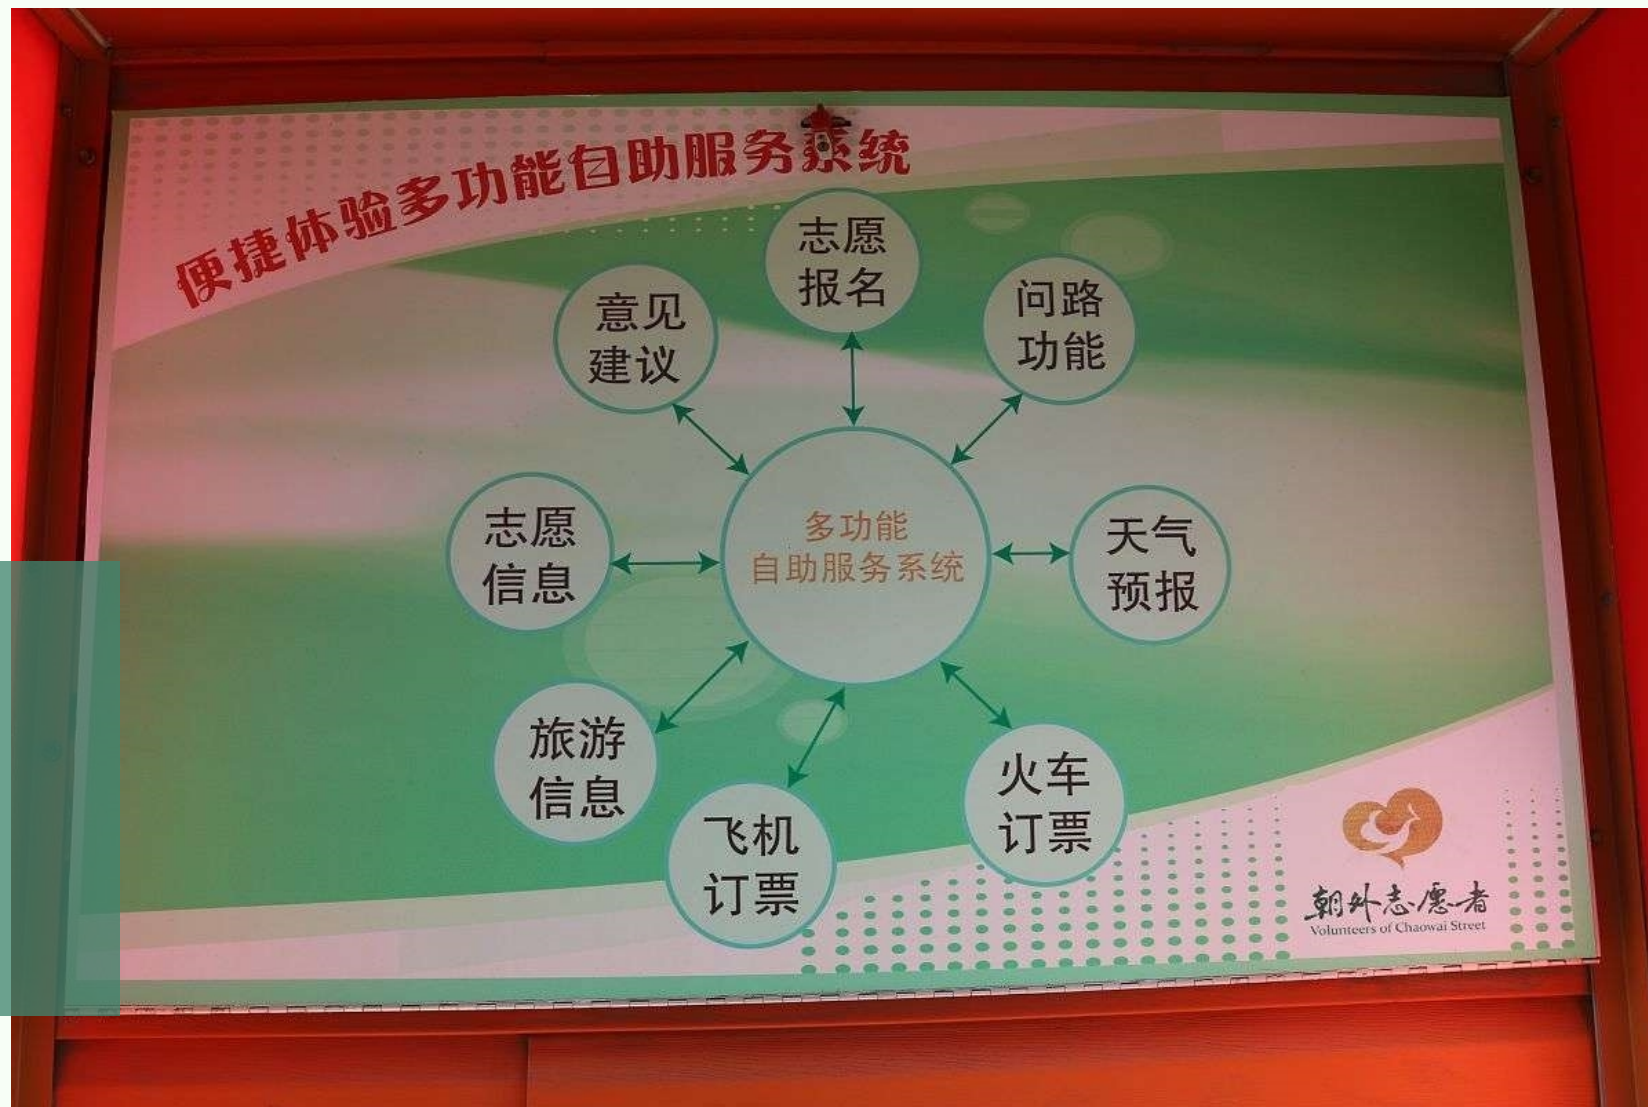 便捷体验多功能自助服务系统
志愿
报名
意见
建议
问路
功能
志愿
信息
多功能
自助服务系统
天气
预报
旅游
信息
飞机
订票
火车
订票
朝外志愿者
Volunteers of Chaowai Street